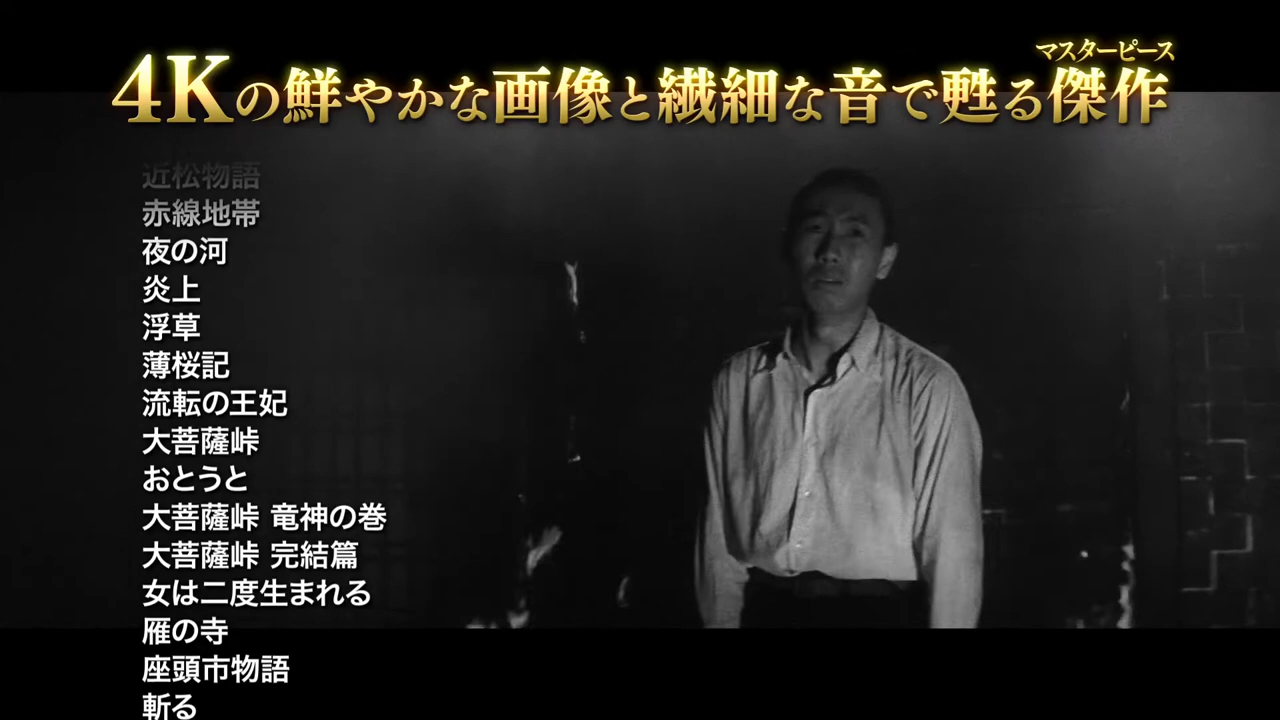 マスターピース
4Kの鮮やかな画像と繊細な音で甦る傑作
近松物語
赤線地帯
夜の河
炎上
浮草
薄桜記
流転の王妃
大菩薩峠
おとうと
大菩薩峠 竜神の巻
大菩薩峠 完結篇
女は二度生まれる
雁の寺
座頭市物語
斬る